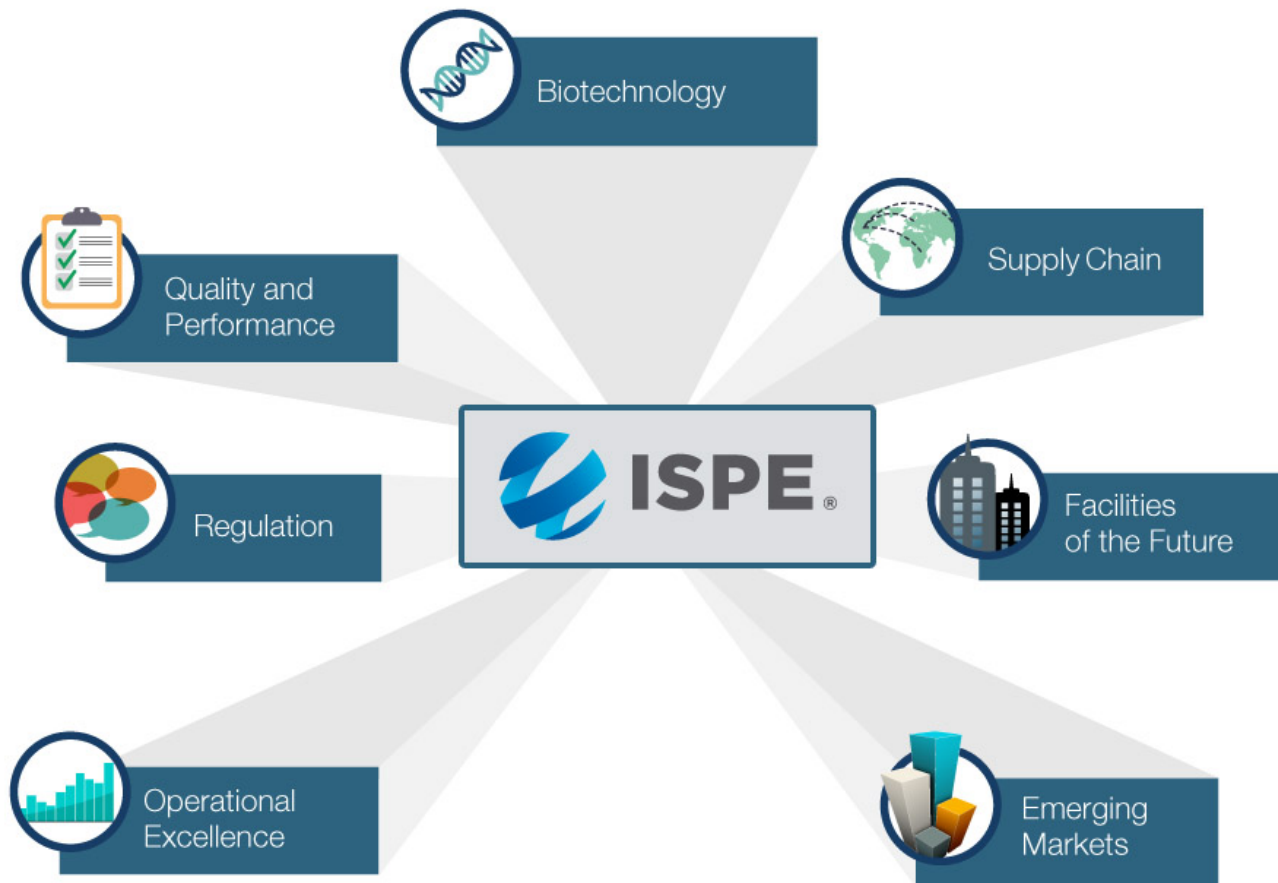 Biotechnology
Supply Chain
Quality and
Performance
ISPE®
Regulation
Facilities
of the Future
Operational
Excellence
Emerging
Markets